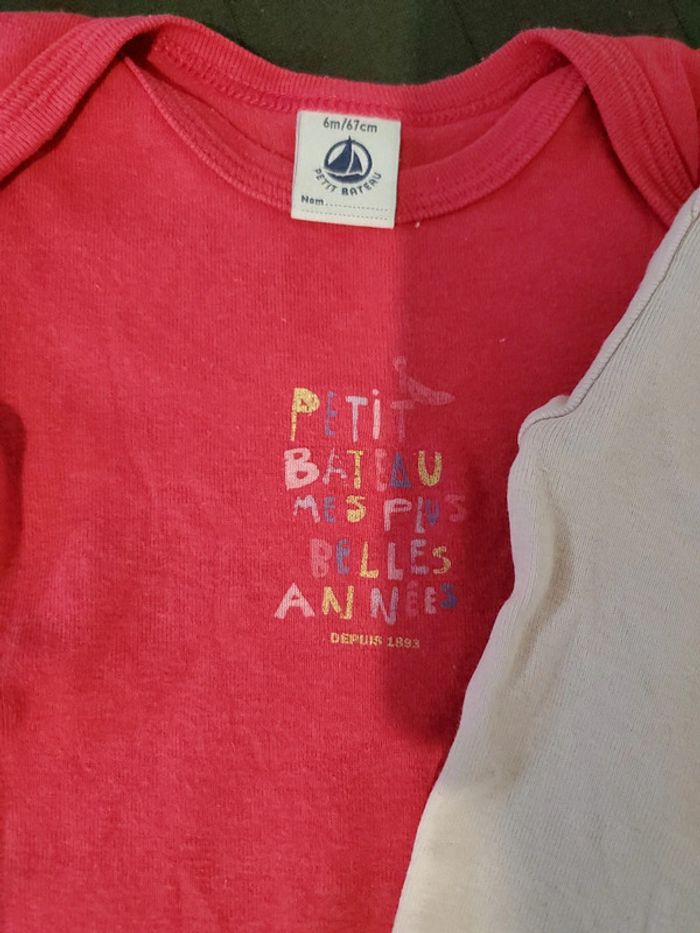 6m/67cm
PETIT BATEAU
Nom..............
PETIT
BATEAU
MES PLUS
BELLES
ANNÉES
DEPUIS 1893